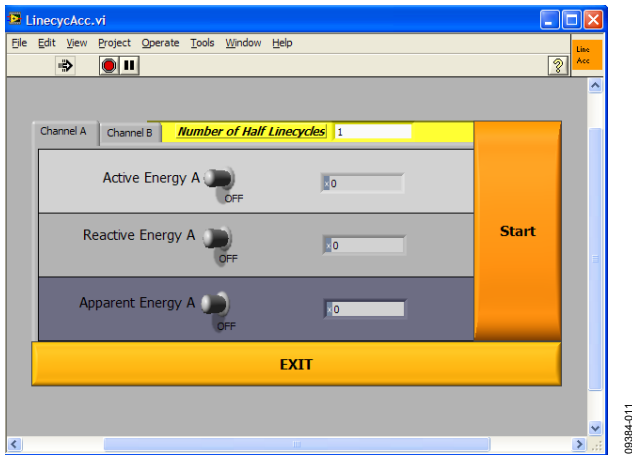 LinecycAcc.vi
File Edit View Project Operate Tools Window Help
Line
Acc
?
Channel A Channel B Number of Half Linecycles 1
Active Energy A
OFF
x 0
Reactive Energy A
OFF
x 0
Apparent Energy A
OFF
x 0
Start
EXIT
09384-011